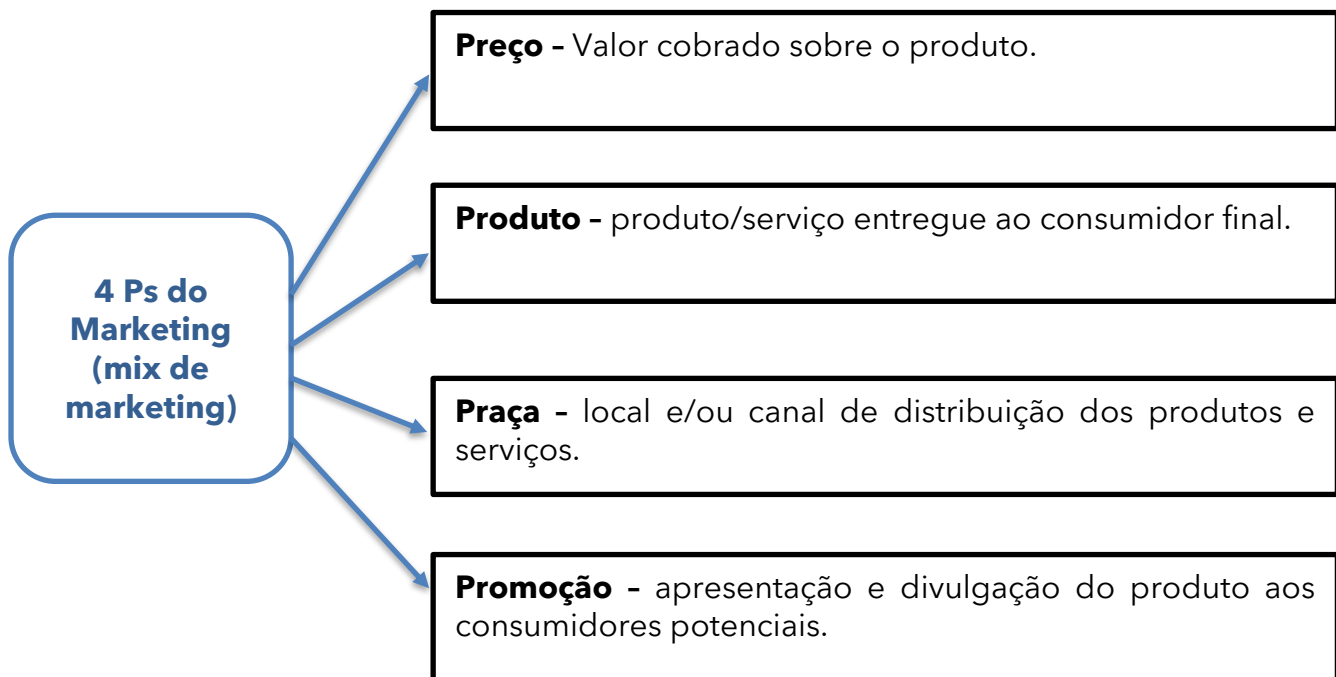 Preço – Valor cobrado sobre o produto.
Produto – produto/serviço entregue ao consumidor final.
4 Ps do
Marketing
(mix de
marketing)
Praça – local e/ou canal de distribuição dos produtos e
serviços.
Promoção – apresentação e divulgação do produto aos
consumidores potenciais.